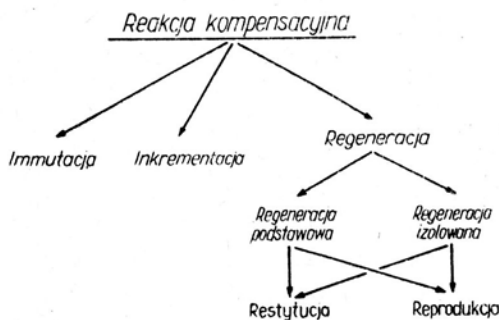 Reakcja kompensacyjna
Immutacja
Inkrementacja
Regeneracja
Regeneracja
podstawowa
Regeneracja
izolowana
Restytucja
Reprodukcja